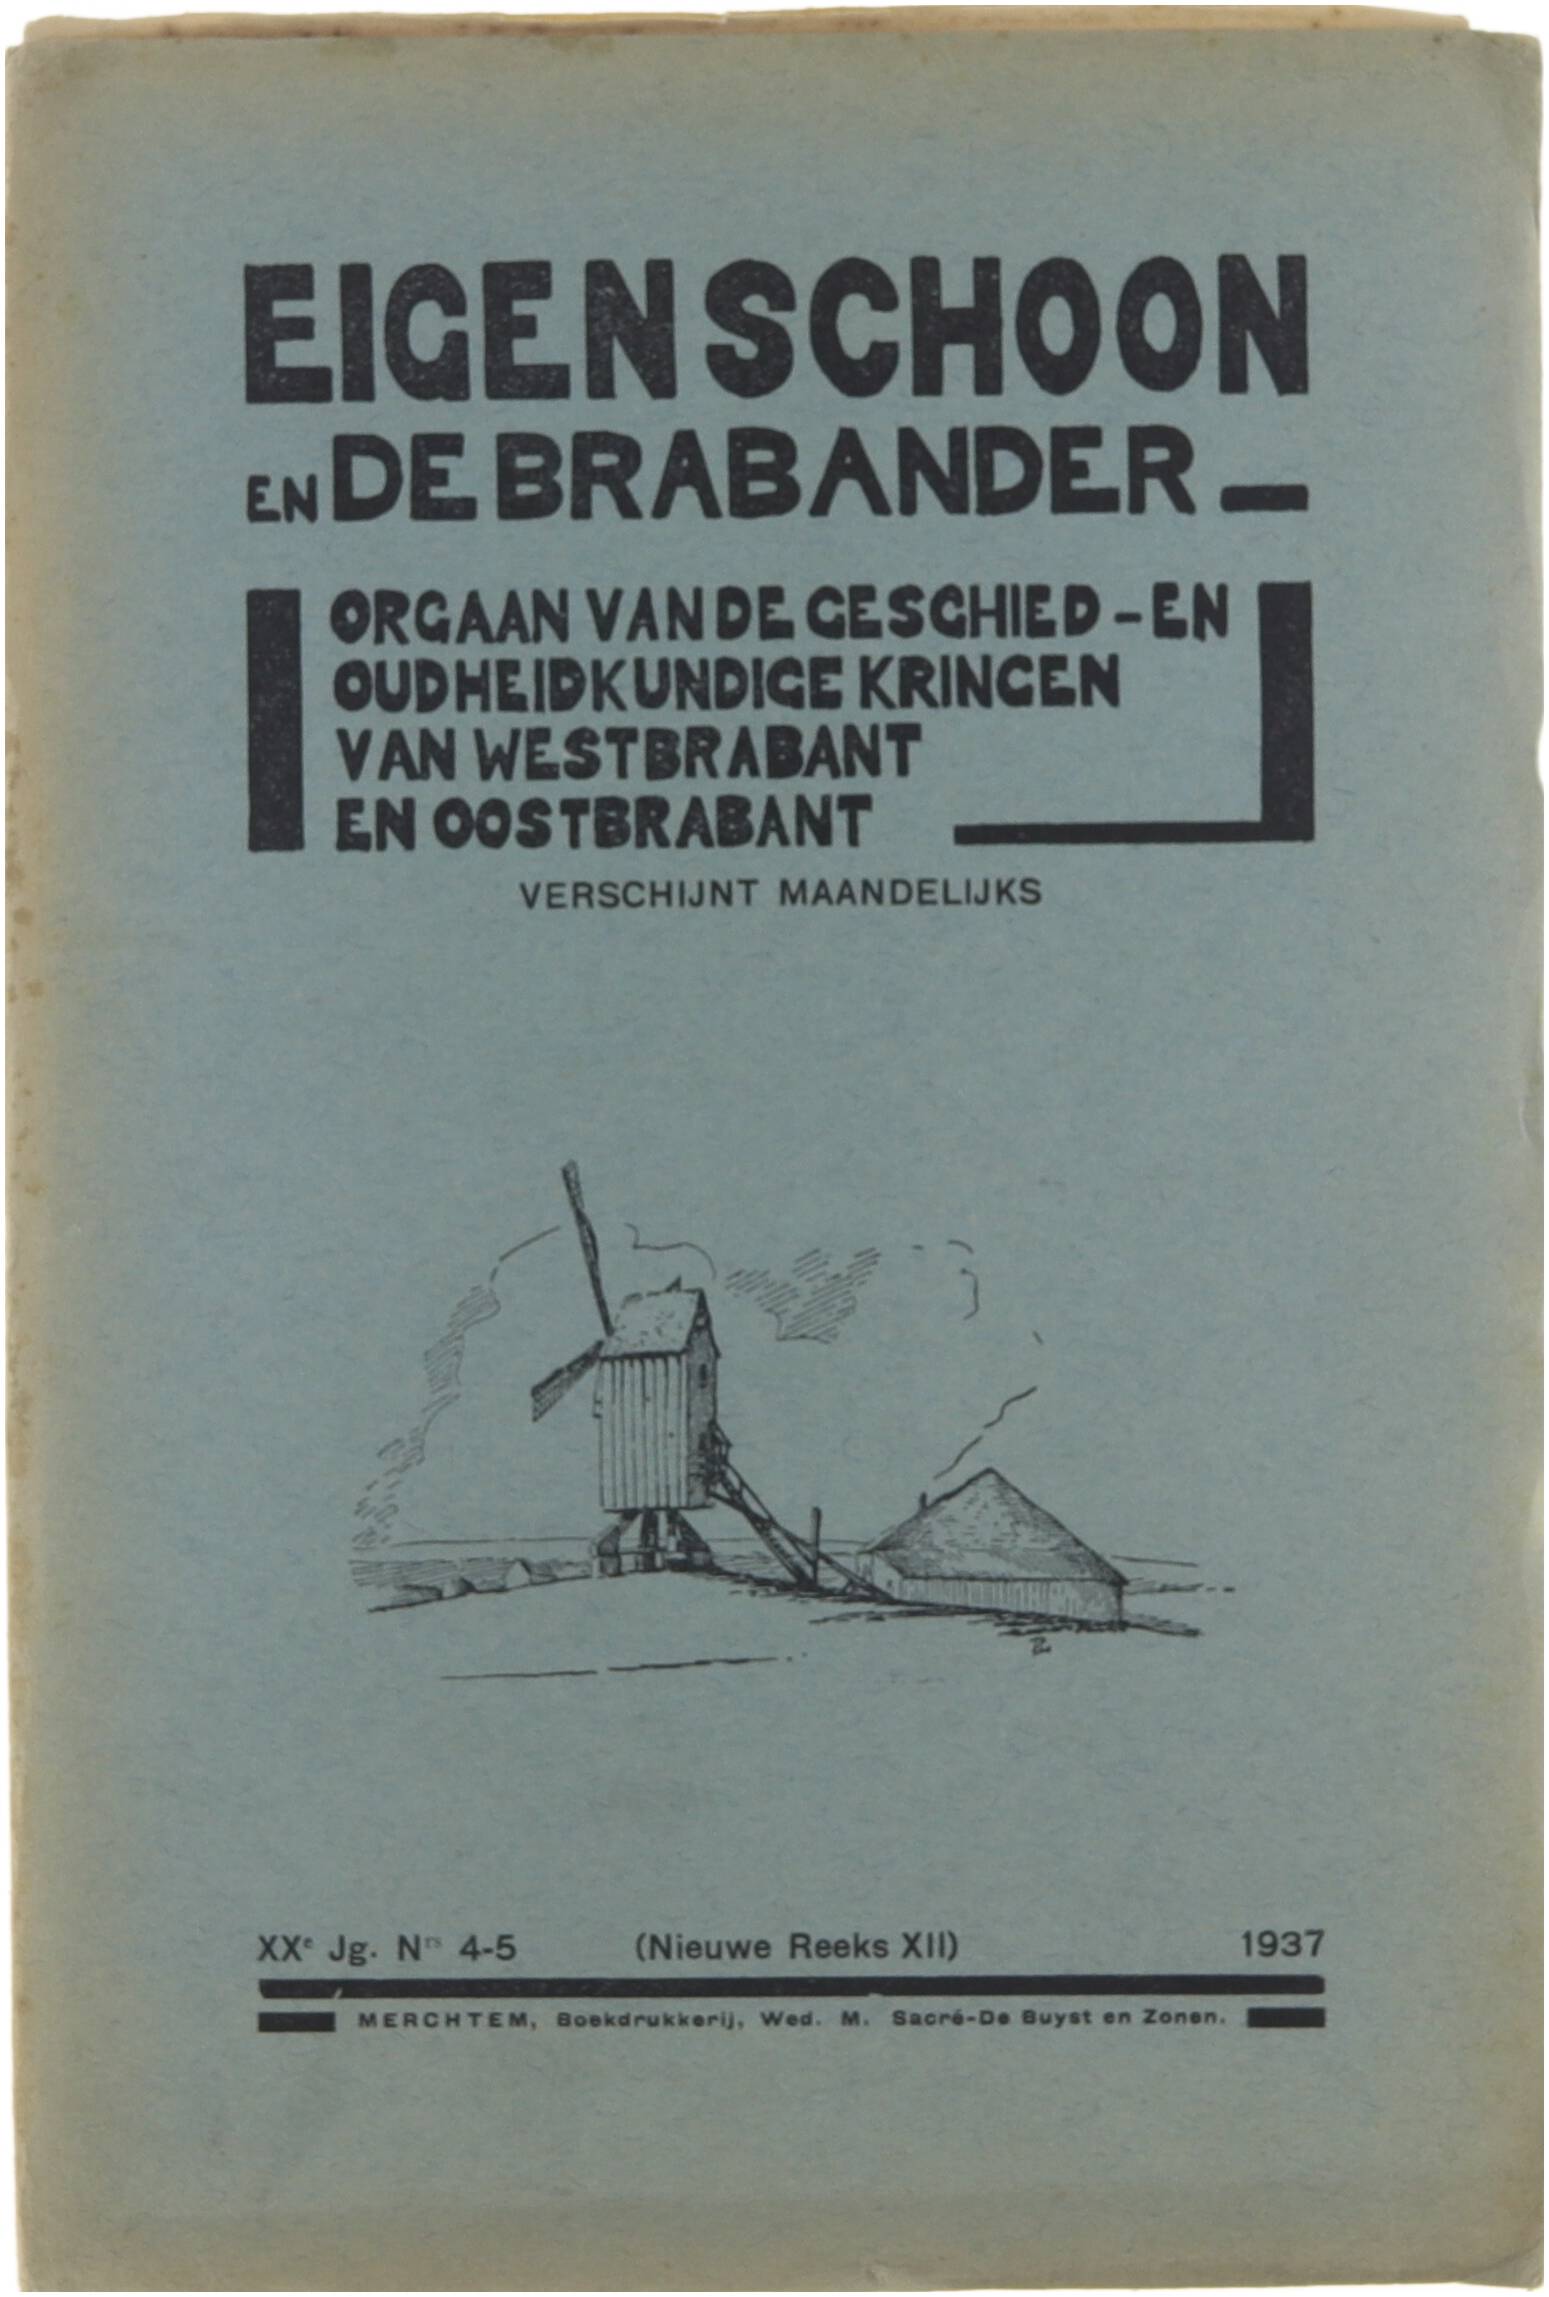 EIGEN SCHOON
EN DE BRABANDER
ORGAAN VAN DE GESCHIED-EN
OUDHEIDKUNDIGE KRINGEN
VAN WESTBRABANT
EN OOSTBRABANT
VERSCHIJNT MAANDELIJKS
XXe Jg. Nrs 4-5 (Nieuwe Reeks XII) 1937
MERCHTEM, Boekdrukkerij, Wed. M. Sacré-De Buyst en Zonen.